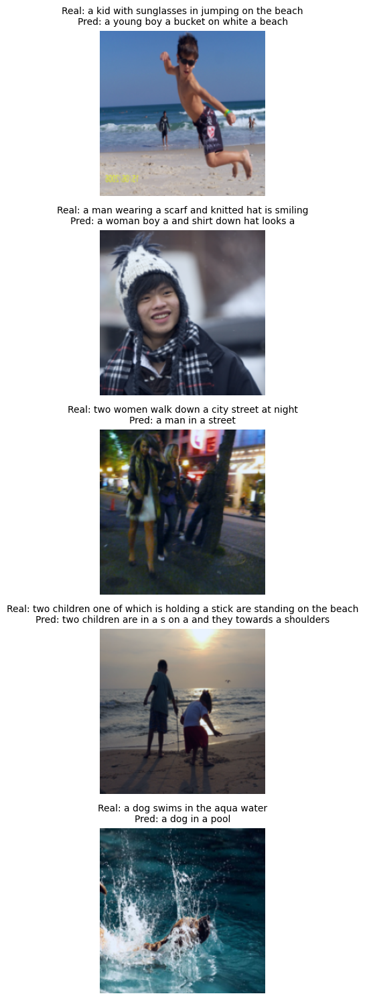 Real: a kid with sunglasses in jumping on the beach
Pred: a young boy a bucket on white a beach
Real: a man wearing a scarf and knitted hat is smiling
Pred: a woman boy a and shirt down hat looks a
Real: two women walk down a city street at night
Pred: a man in a street
Real: two children one of which is holding a stick are standing on the beach
Pred: two children are in a s on a and they towards a shoulders
Real: a dog swims in the aqua water
Pred: a dog in a pool